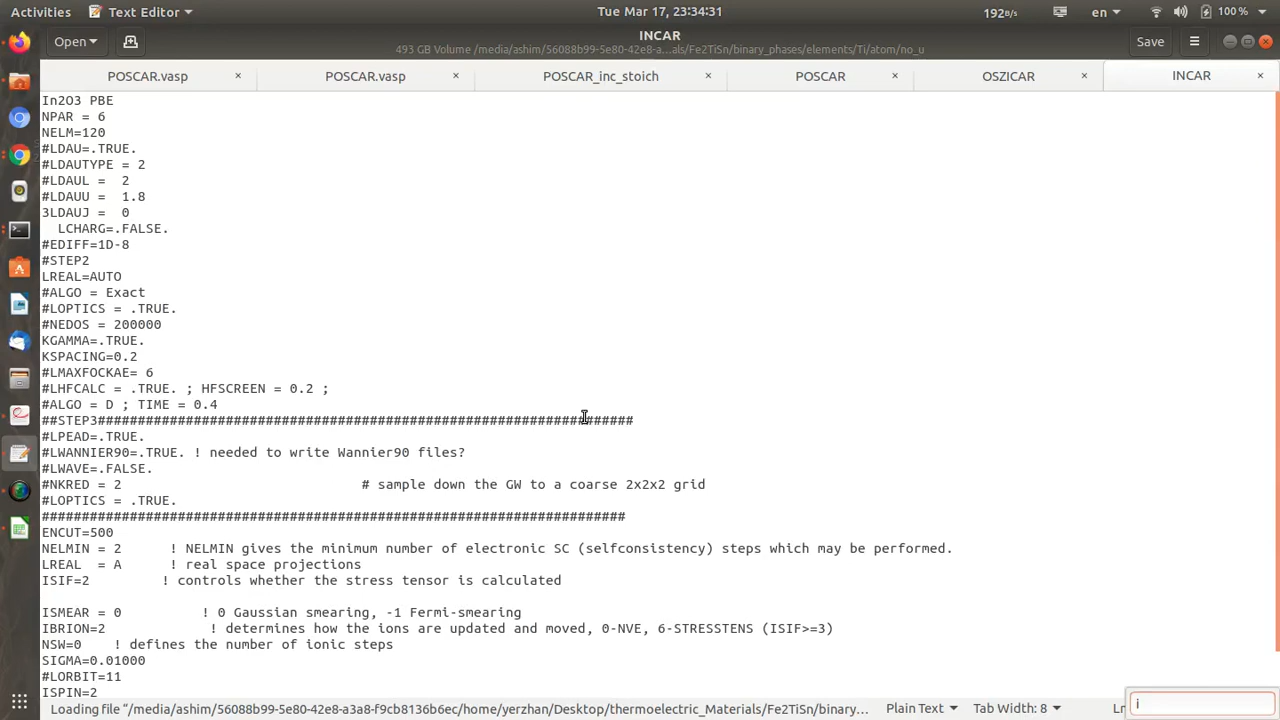 Activities Text Editor Tue Mar 17, 23:34:31 192B/s en 100 %
Open INCAR Save
493 GB Volume /media/ashim/56088b99-5e80-42e8-a...als/Fe2TiSn/binary_phases/elements/Ti/atom/no_u
POSCAR.vasp × POSCAR.vasp × POSCAR_inc_stoich × POSCAR × OSZICAR × INCAR ×
In2O3 PBE
NPAR = 6
NELM=120
#LDAU=.TRUE.
#LDAUTYPE = 2
#LDAUL =  2
#LDAUU =  1.8
3LDAUJ =  0
  LCHARG=.FALSE.
#EDIFF=1D-8
#STEP2
LREAL=AUTO
#ALGO = Exact
#LOPTICS = .TRUE.
#NEDOS = 200000
KGAMMA=.TRUE.
KSPACING=0.2
#LMAXFOCKAE= 6
#LHFCALC = .TRUE. ; HFSCREEN = 0.2 ;
#ALGO = D ; TIME = 0.4
##STEP3###################################################################
#LPEAD=.TRUE.
#LWANNIER90=.TRUE. ! needed to write Wannier90 files?
#LWAVE=.FALSE.
#NKRED = 2                              # sample down the GW to a coarse 2x2x2 grid
#LOPTICS = .TRUE.
#########################################################################
ENCUT=500
NELMIN = 2      ! NELMIN gives the minimum number of electronic SC (selfconsistency) steps which may be performed.
LREAL  = A      ! real space projections
ISIF=2         ! controls whether the stress tensor is calculated
ISMEAR = 0          ! 0 Gaussian smearing, -1 Fermi-smearing
IBRION=2             ! determines how the ions are updated and moved, 0-NVE, 6-STRESSTENS (ISIF>=3)
NSW=0    ! defines the number of ionic steps
SIGMA=0.01000
#LORBIT=11
ISPIN=2
i
Loading file “/media/ashim/56088b99-5e80-42e8-a3a8-f9cb8136b6ec/home/yerzhan/Desktop/thermoelectric_Materials/Fe2TiSn/binary... Plain Text Tab Width: 8 Ln